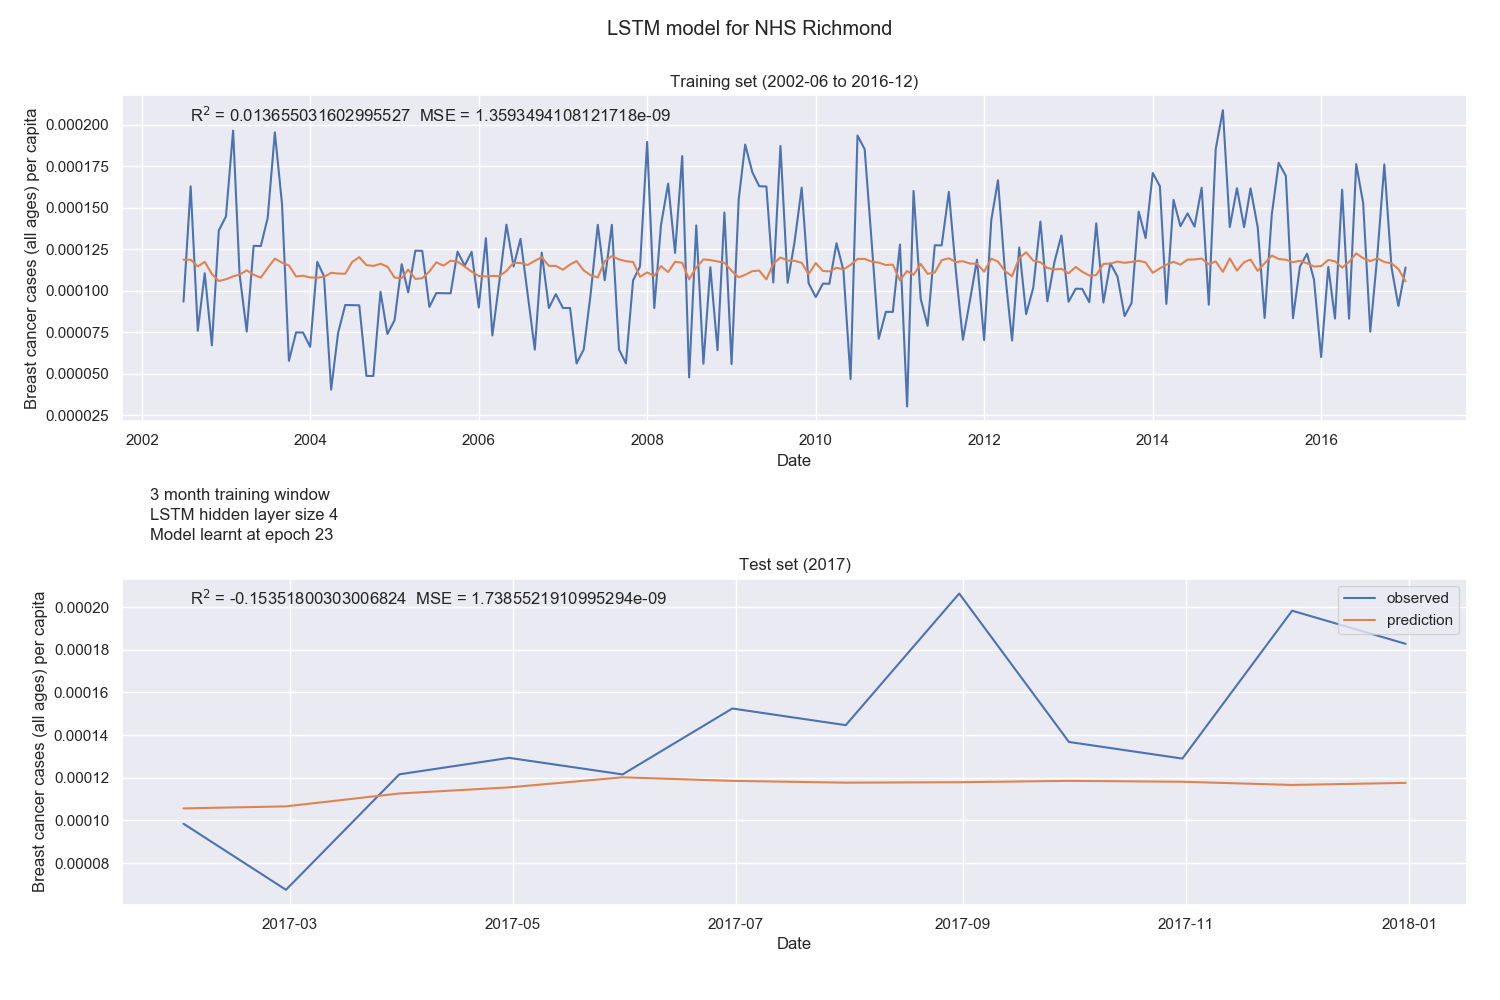 LSTM model for NHS Richmond
Training set (2002-06 to 2016-12)
R² = 0.013655031602995527 MSE = 1.3593494108121718e-09
Breast cancer cases (all ages) per capita
0.000200
0.000175
0.000150
0.000125
0.000100
0.000075
0.000050
0.000025
2002 2004 2006 2008 2010 2012 2014 2016
Date
3 month training window
LSTM hidden layer size 4
Model learnt at epoch 23
Test set (2017)
R² = -0.15351800303006824 MSE = 1.7385521910995294e-09
observed
prediction
Breast cancer cases (all ages) per capita
0.00020
0.00018
0.00016
0.00014
0.00012
0.00010
0.00008
2017-03 2017-05 2017-07 2017-09 2017-11 2018-01
Date